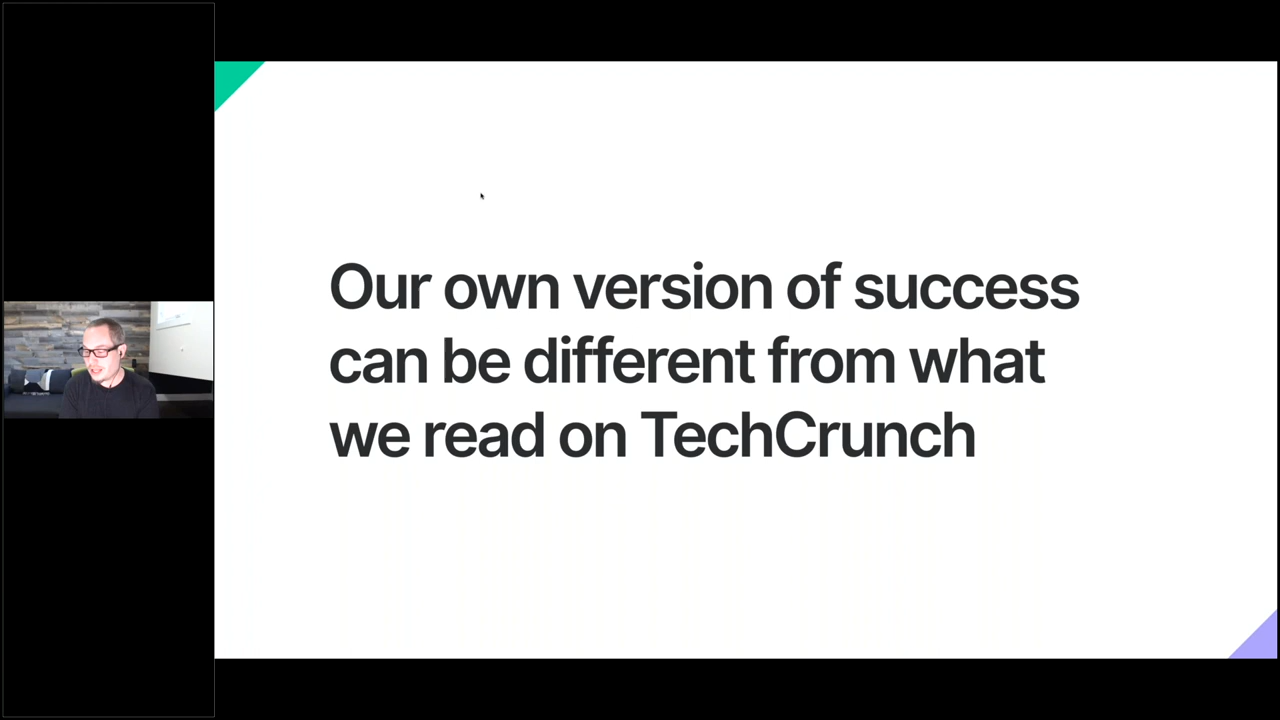 Our own version of success
can be different from what
we read on TechCrunch